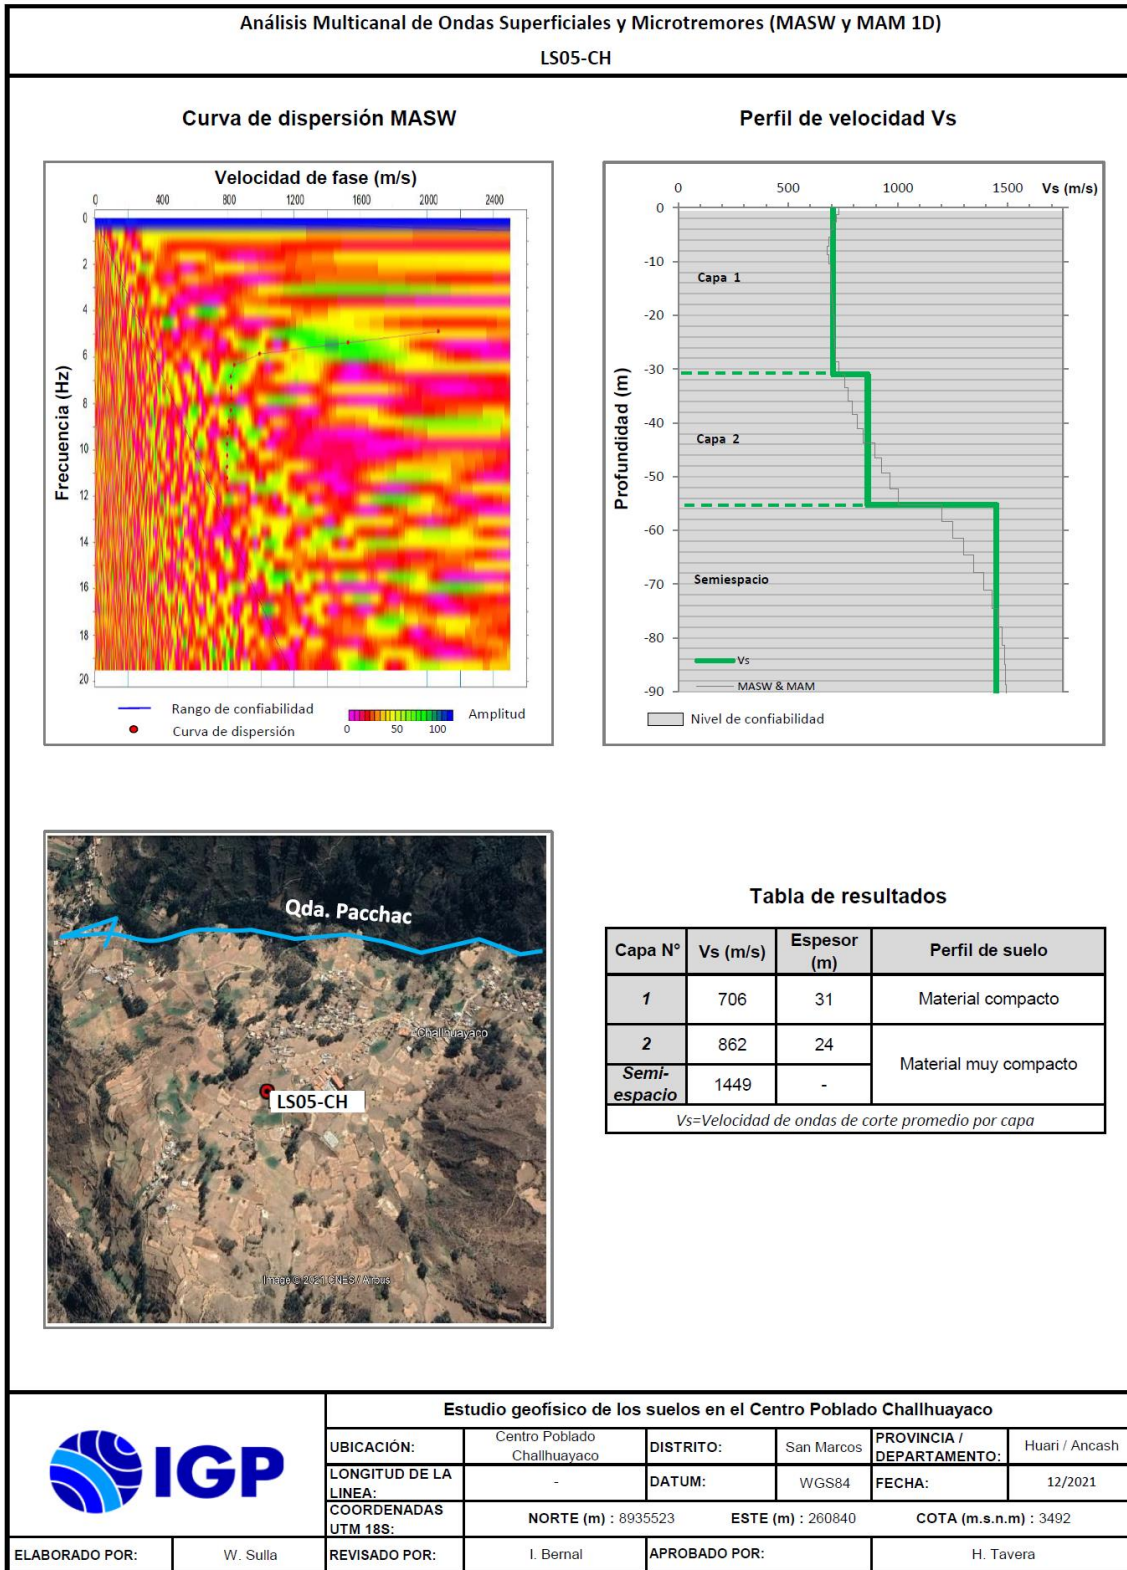 Análisis Multicanal de Ondas Superficiales y Microtremores (MASW y MAM 1D)
LS05-CH
Curva de dispersión MASW
Velocidad de fase (m/s)
0 400 800 1200 1600 2000 2400
0
2
4
6
8
10
12
14
16
18
20
Frecuencia (Hz)
Rango de confiabilidad
Curva de dispersión
0 50 100
Amplitud
Perfil de velocidad Vs
0 500 1000 1500 Vs (m/s)
0
-10
-20
-30
-40
-50
-60
-70
-80
-90
Profundidad (m)
Capa 1
Capa 2
Semiespacio
Vs
MASW & MAM
Nivel de confiabilidad
Qda. Pacchac
Challhuayaco
LS05-CH
Image © 2021 CNES / Airbus
Tabla de resultados
Capa N° Vs (m/s) Espesor (m) Perfil de suelo
1 706 31 Material compacto
2 862 24 Material muy compacto
Semi-espacio 1449 -
Vs=Velocidad de ondas de corte promedio por capa
IGP
Estudio geofísico de los suelos en el Centro Poblado Challhuayaco
UBICACIÓN: Centro Poblado Challhuayaco DISTRITO: San Marcos PROVINCIA / DEPARTAMENTO: Huari / Ancash
LONGITUD DE LA LINEA: - DATUM: WGS84 FECHA: 12/2021
COORDENADAS UTM 18S: NORTE (m) : 8935523 ESTE (m) : 260840 COTA (m.s.n.m) : 3492
ELABORADO POR: W. Sulla REVISADO POR: I. Bernal APROBADO POR: H. Tavera